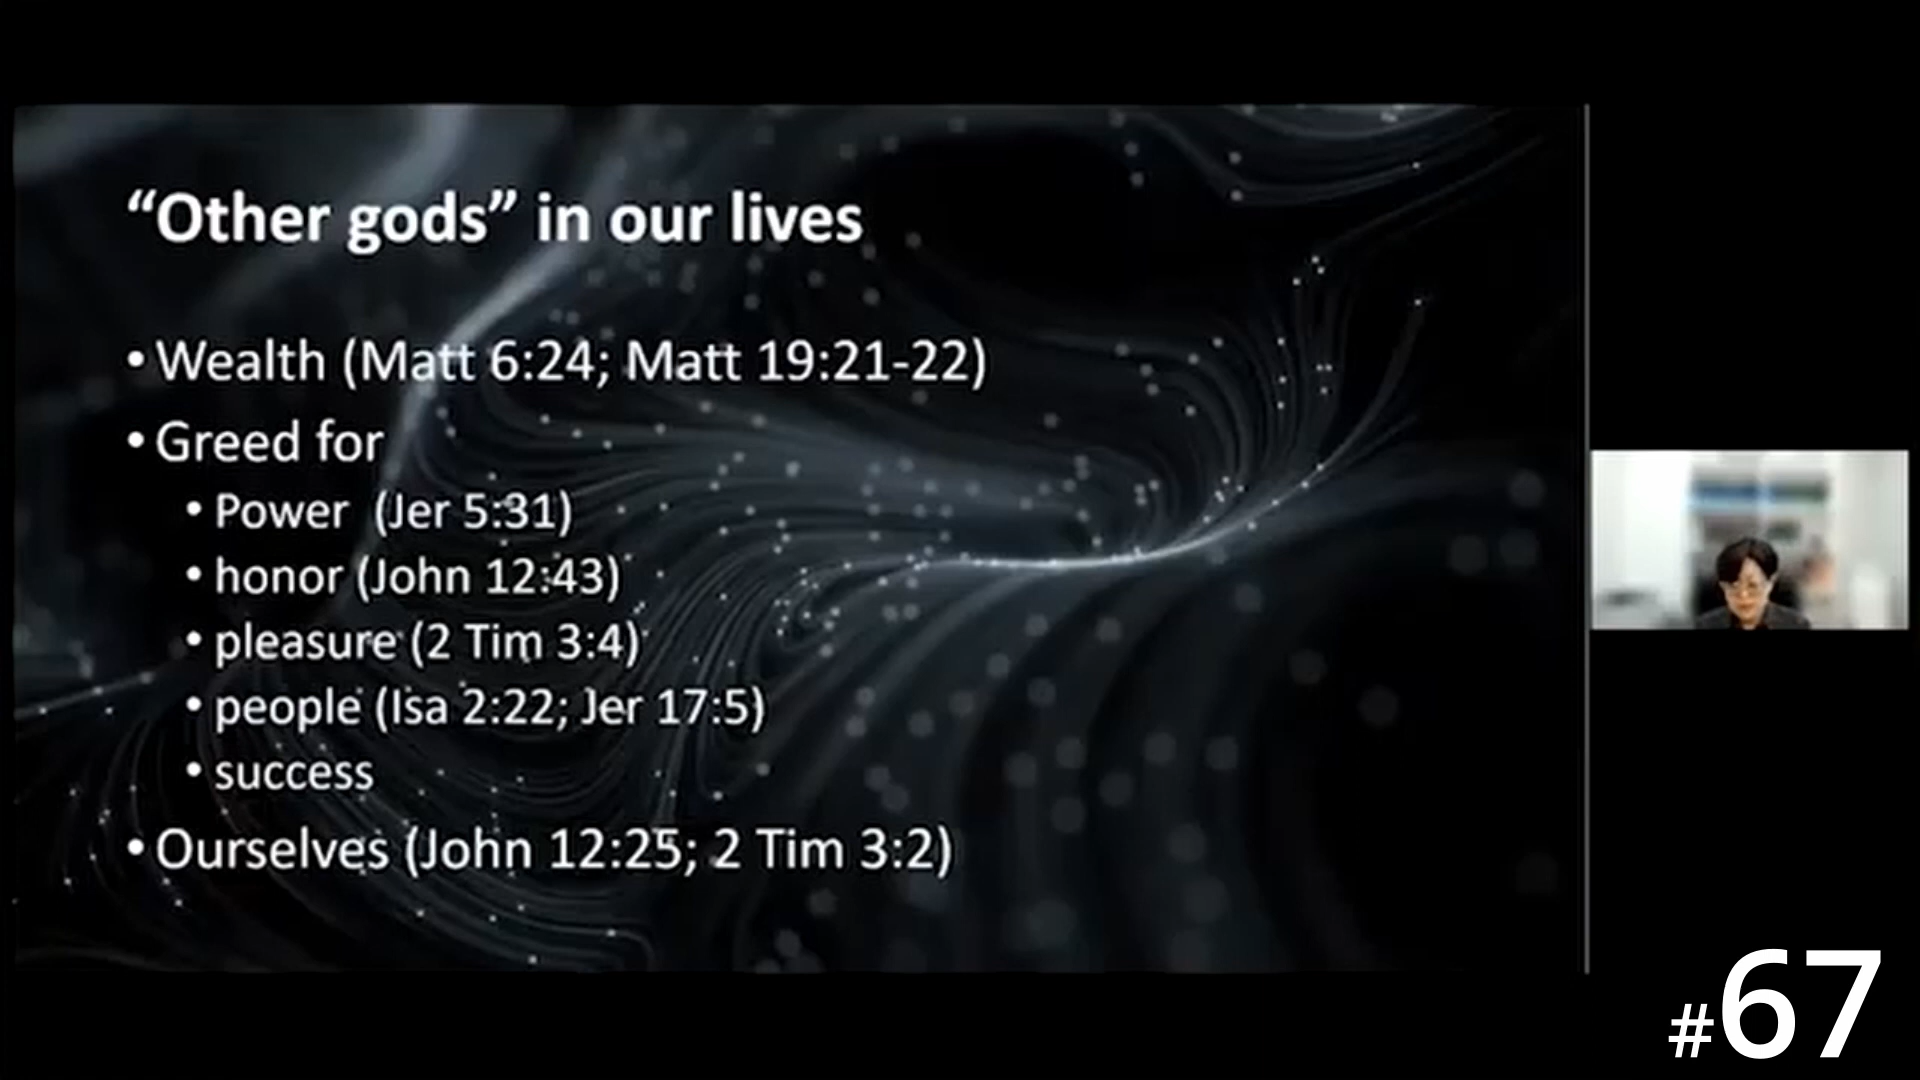 “Other gods” in our lives
• Wealth (Matt 6:24; Matt 19:21-22)
• Greed for
• Power (Jer 5:31)
• honor (John 12:43)
• pleasure (2 Tim 3:4)
• people (Isa 2:22; Jer 17:5)
• success
• Ourselves (John 12:25; 2 Tim 3:2)
#67